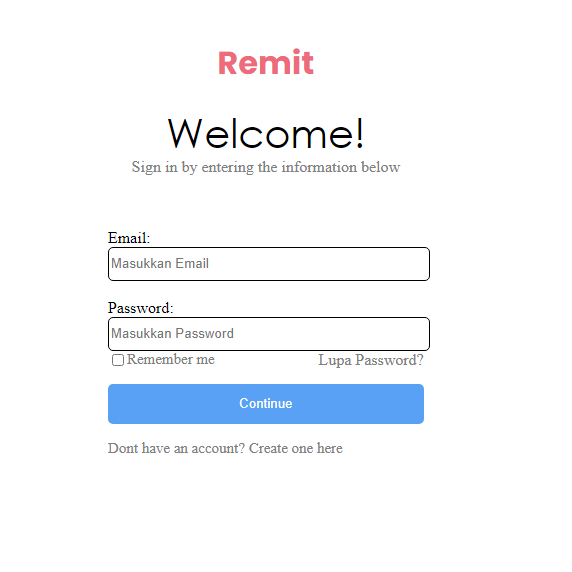 Remit
Welcome!
Sign in by entering the information below
Email:
Masukkan Email
Password:
Masukkan Password
Remember me Lupa Password?
Continue
Dont have an account? Create one here